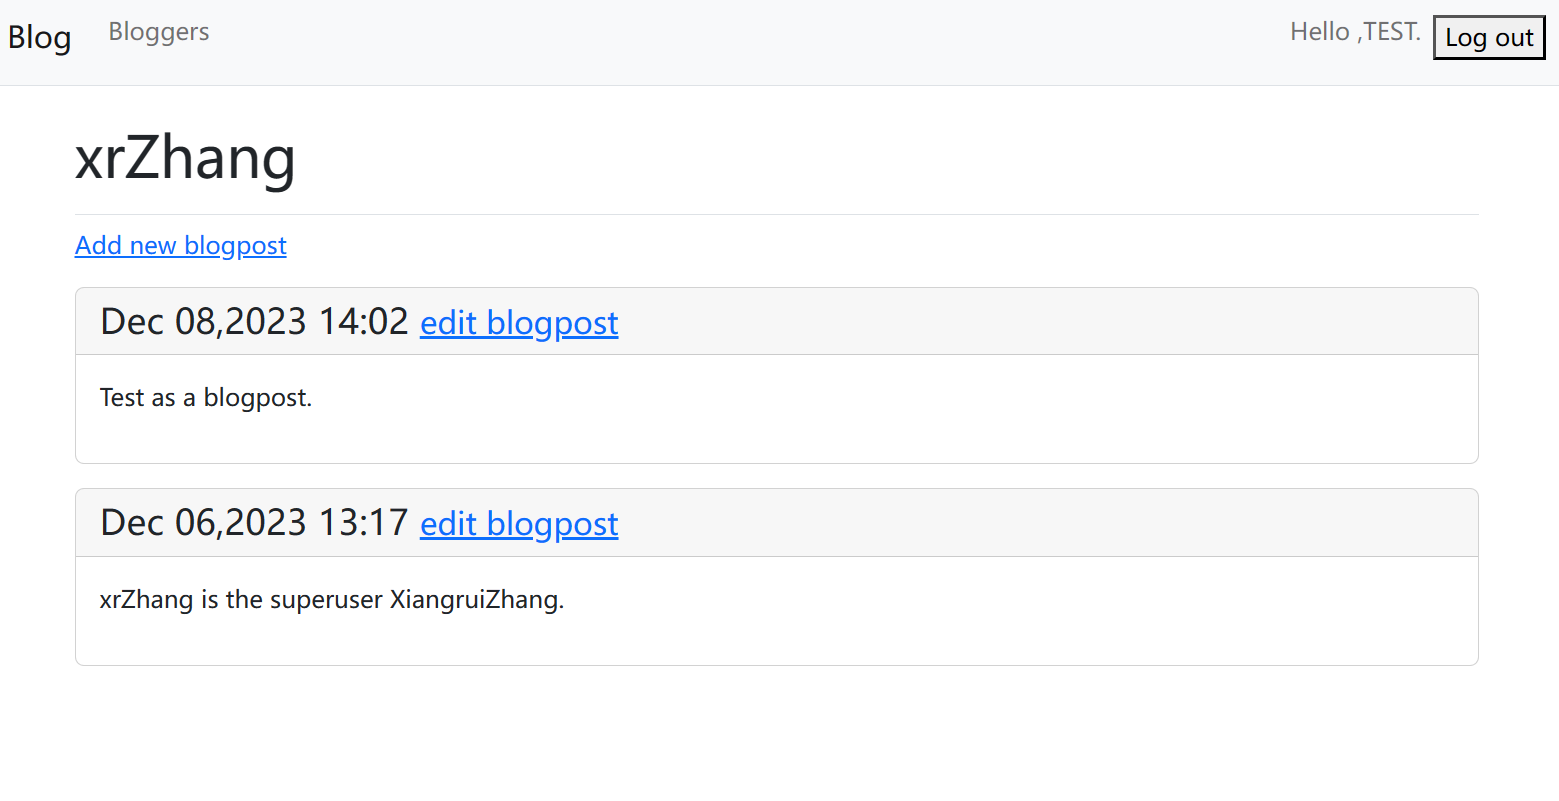 Blog Bloggers Hello ,TEST. Log out
xrZhang
Add new blogpost
Dec 08,2023 14:02 edit blogpost
Test as a blogpost.
Dec 06,2023 13:17 edit blogpost
xrZhang is the superuser XiangruiZhang.